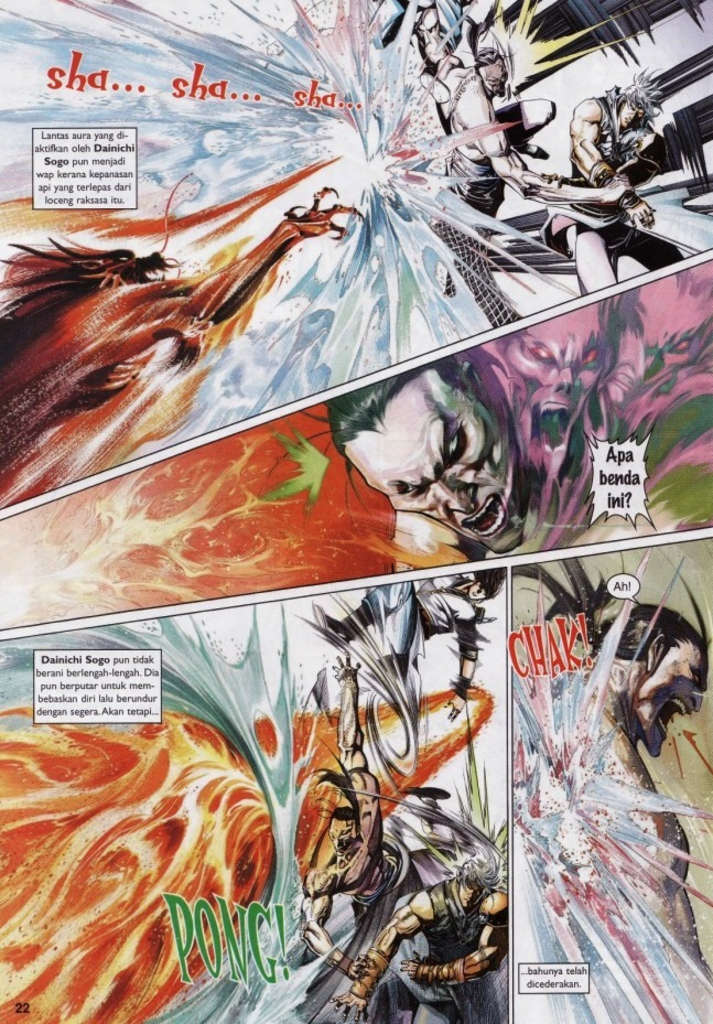 sha... sha... sha...
Lantas aura yang di-
aktifkan oleh Dainichi
Sogo pun menjadi
wap kerana kepanasan
api yang terlepas dari
loceng raksasa itu.
Apa
benda
ini?
Dainichi Sogo pun tidak
berani berlengah-lengah. Dia
pun berputar untuk mem-
bebaskan diri lalu berundur
dengan segera. Akan tetapi...
PONG!
Ah!
CHAK!
...bahunya telah
dicederakan.
22